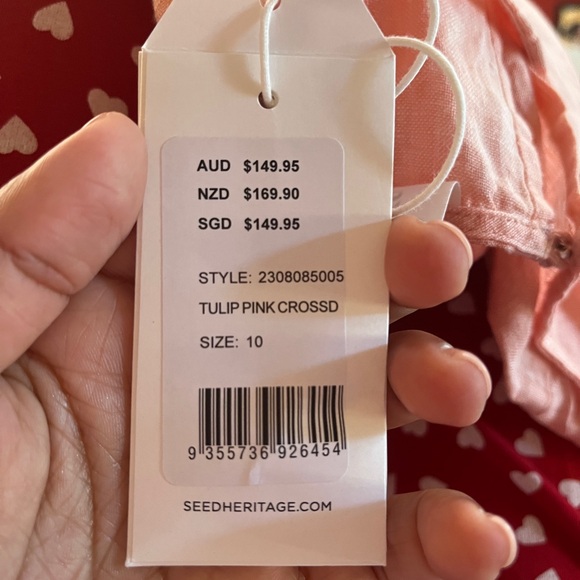 AUD $149.95
NZD $169.90
SGD $149.95
STYLE: 2308085005
TULIP PINK CROSSD
SIZE: 10
9 355736 926454
SEEDHERITAGE.COM